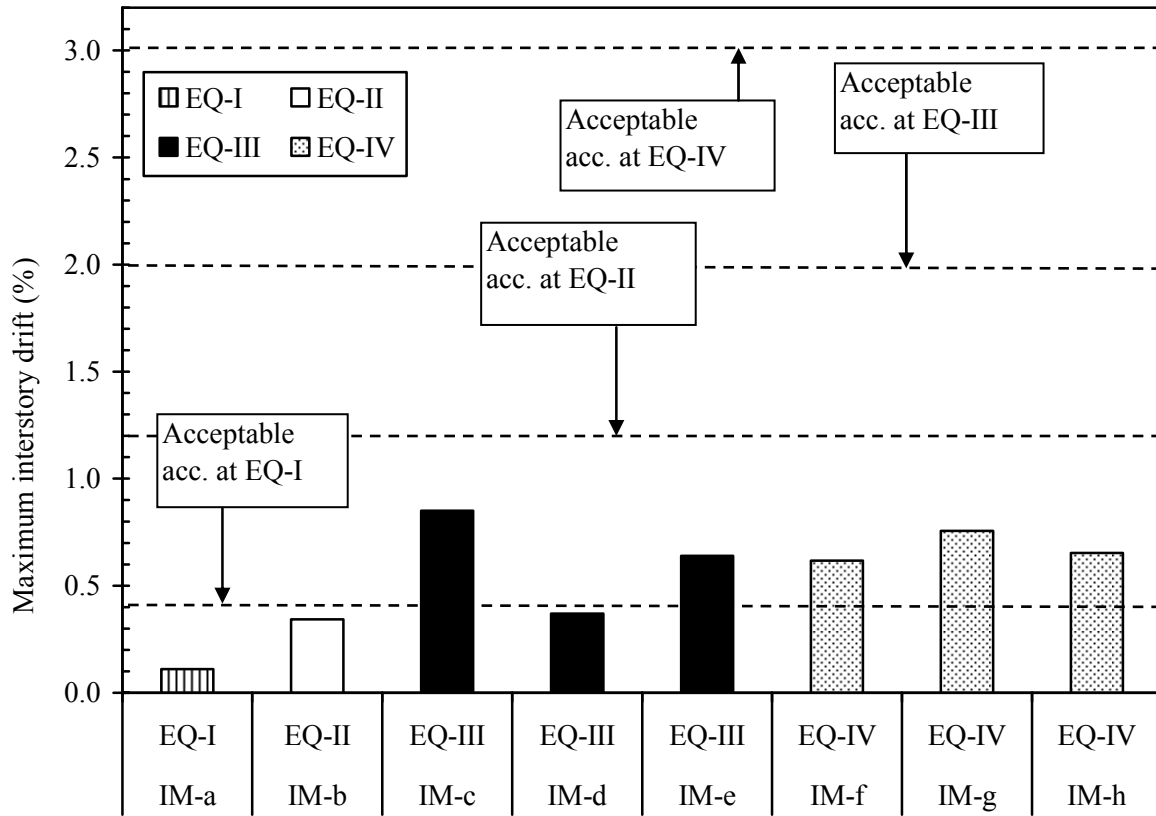 Maximum interstory drift (%)
3.0
2.5
2.0
1.5
1.0
0.5
0.0
EQ-I
EQ-II
EQ-III
EQ-IV
Acceptable
acc. at EQ-IV
Acceptable
acc. at EQ-III
Acceptable
acc. at EQ-II
Acceptable
acc. at EQ-I
EQ-I EQ-II EQ-III EQ-III EQ-III EQ-IV EQ-IV EQ-IV
IM-a IM-b IM-c IM-d IM-e IM-f IM-g IM-h